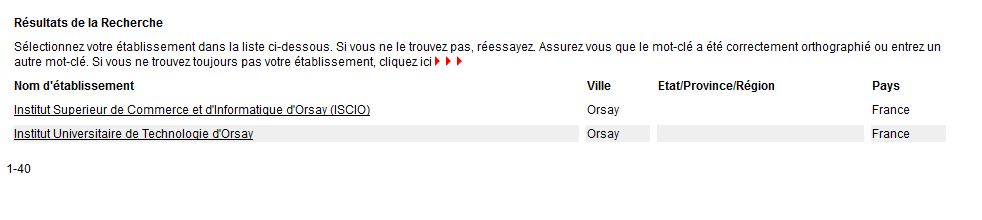 Résultats de la Recherche
Sélectionnez votre établissement dans la liste ci-dessous. Si vous ne le trouvez pas, réessayez. Assurez vous que le mot-clé a été correctement orthographié ou entrez un
autre mot-clé. Si vous ne trouvez toujours pas votre établissement, cliquez ici
Nom d'établissement Ville Etat/Province/Région Pays
Institut Superieur de Commerce et d'Informatique d'Orsay (ISCIO) Orsay France
Institut Universitaire de Technologie d'Orsay Orsay France
1-40